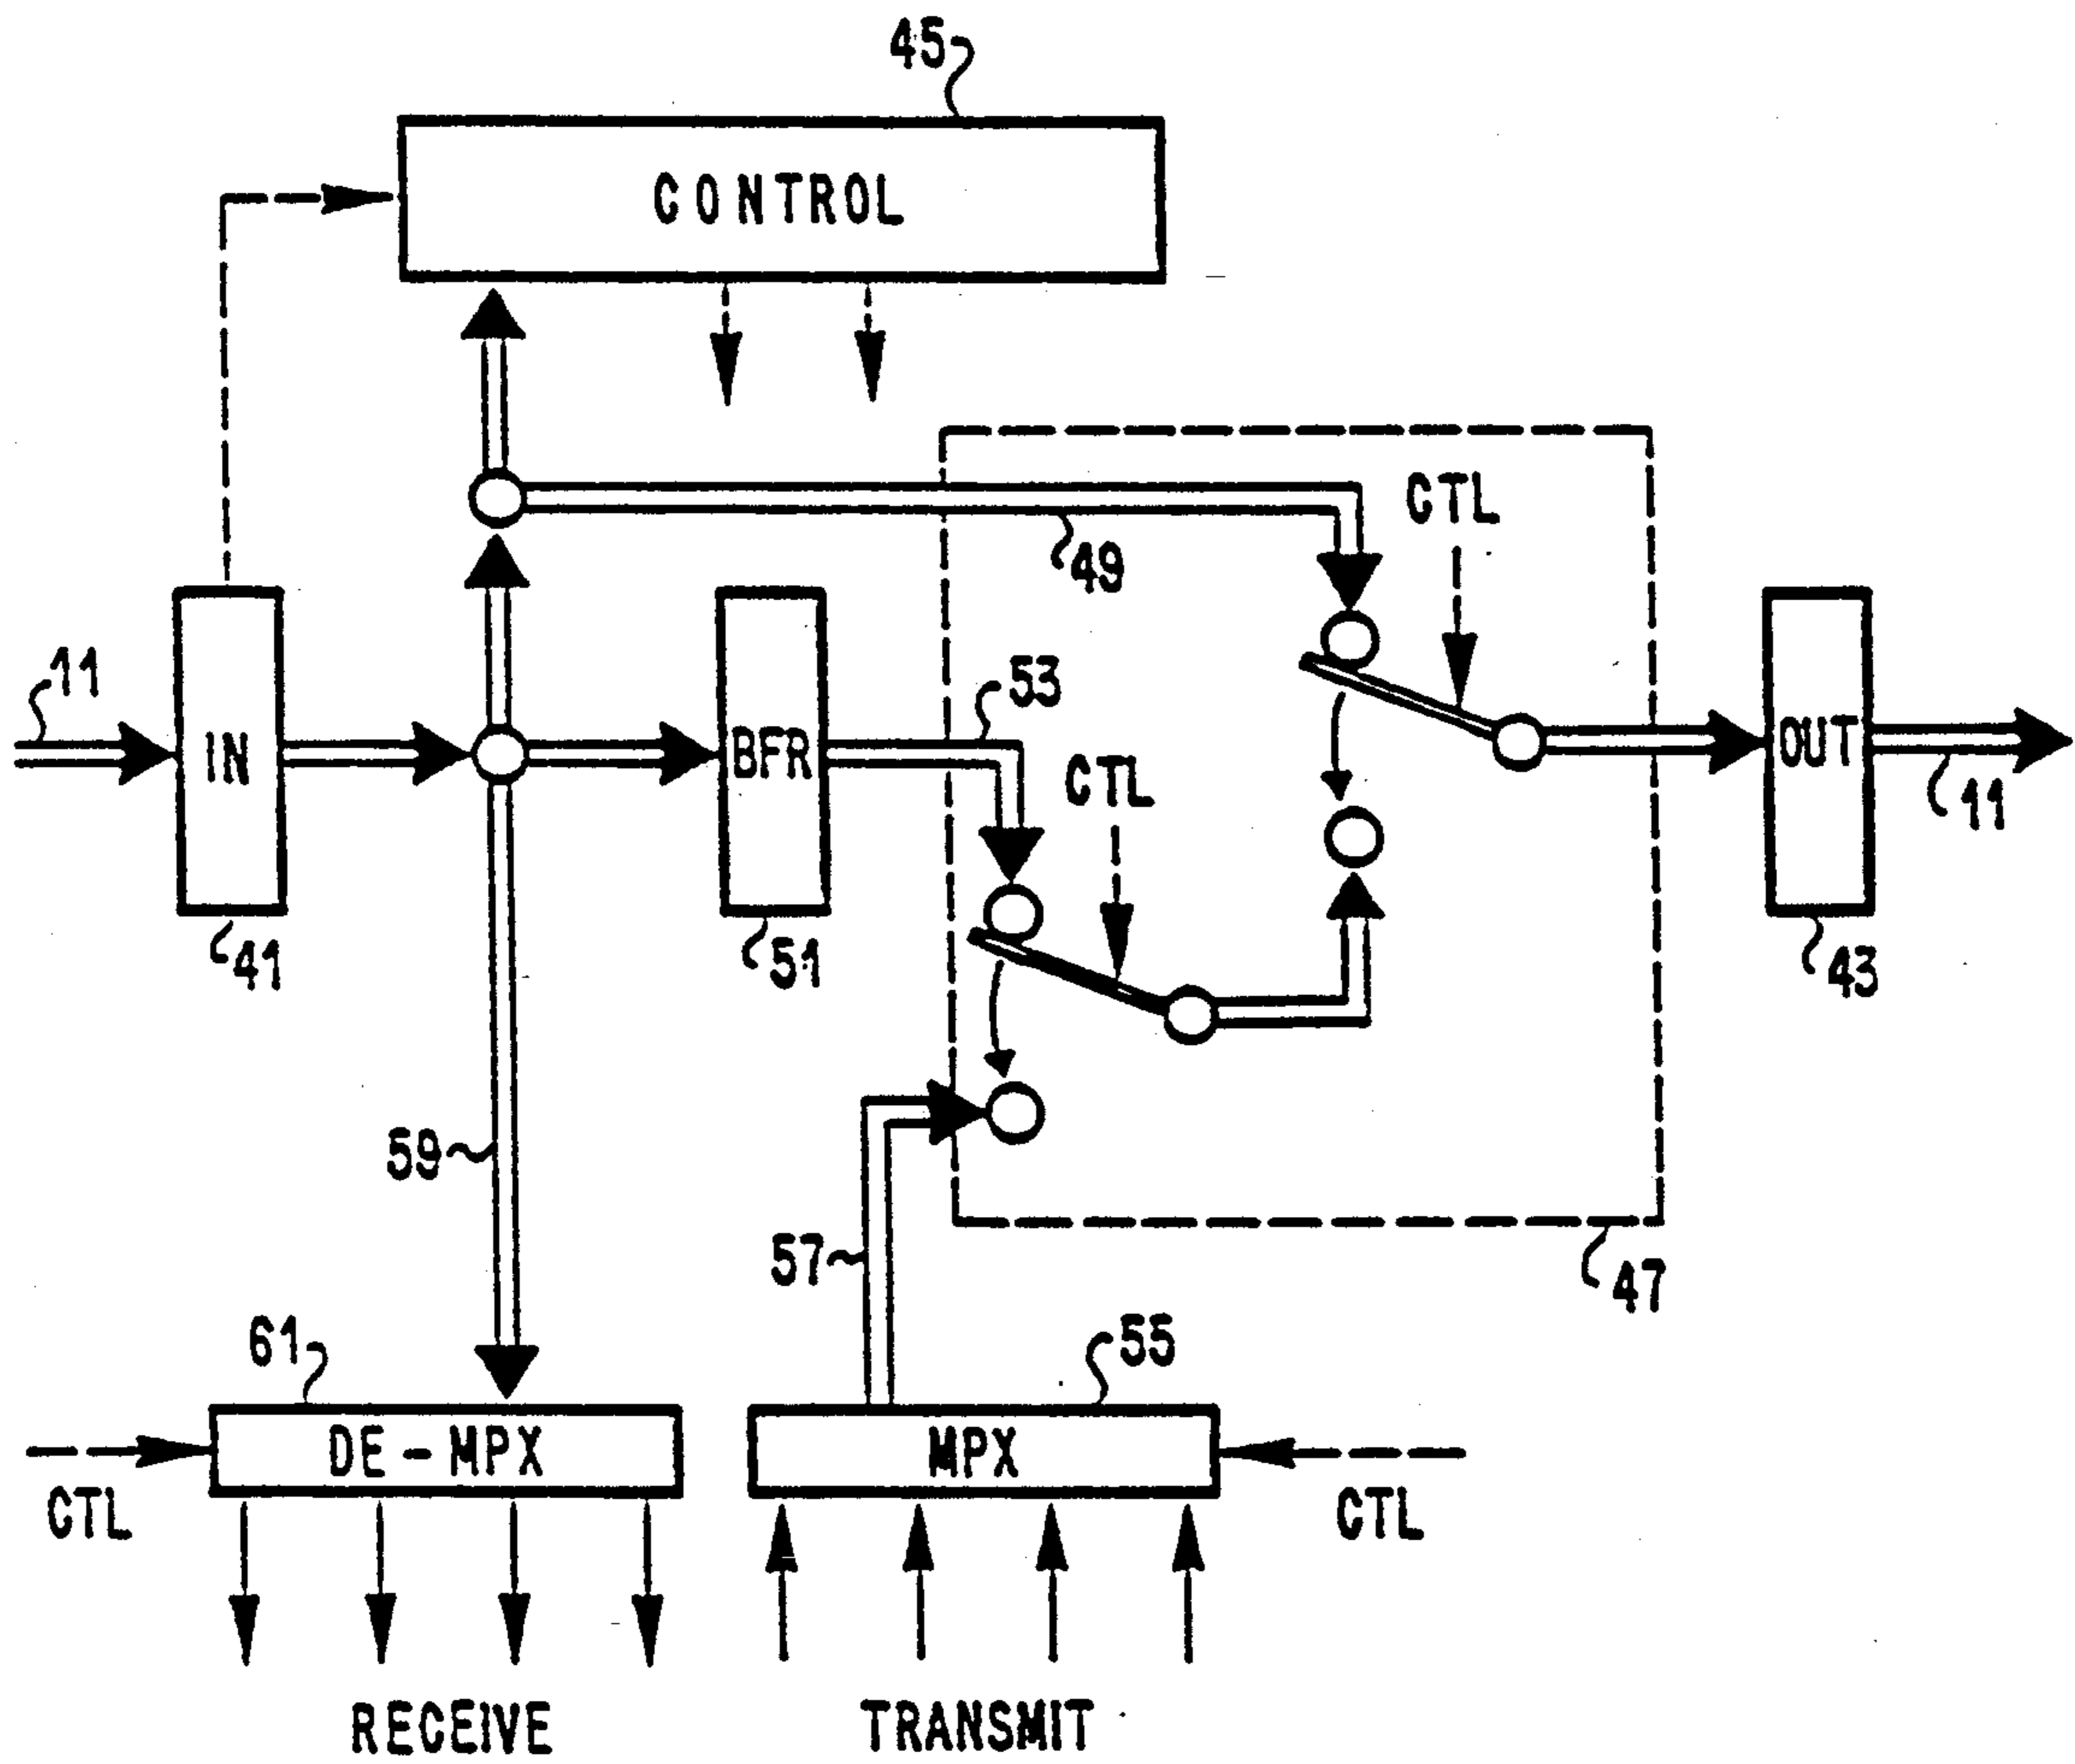 45
CONTROL
CTL
49
11
53
IN
BFR
CTL
OUT
11
41
51
43
59
57
47
61
55
DE-MPX
MPX
CTL
CTL
RECEIVE
TRANSMIT